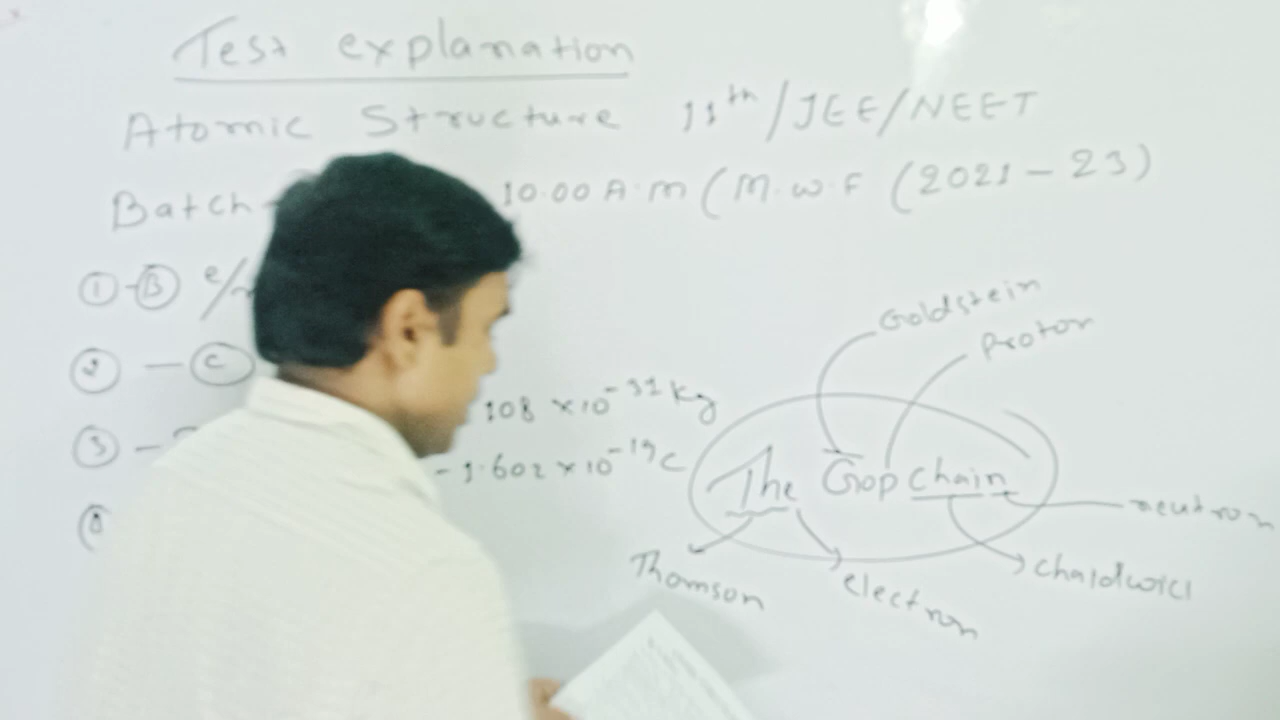 Test explanation
Atomic Structure 11th/JEE/NEET
Batch 10.00 A.M (M.W.F (2021-23)
① - Ⓑ e/
② - Ⓒ
108 × 10⁻³¹ Kg
③ -
- 1.602 × 10⁻¹⁹ C
Goldstein
Proton
The Gop chain
neutron
Thomson
electron